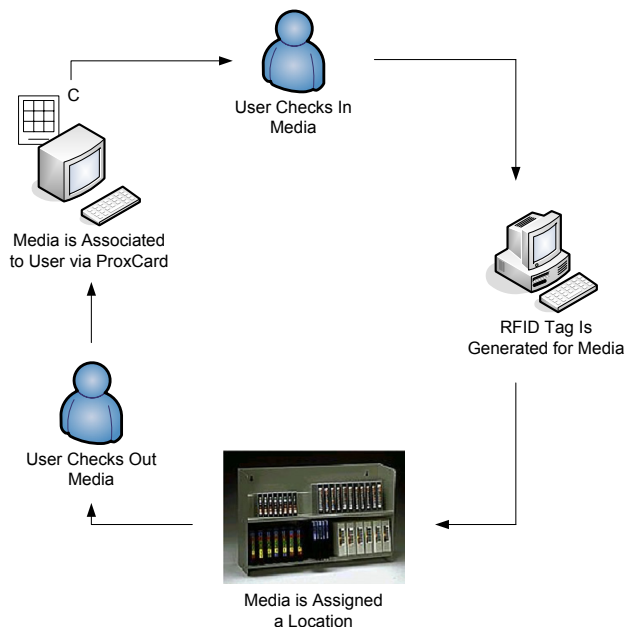 C
User Checks In
Media
Media is Associated
to User via ProxCard
RFID Tag Is
Generated for Media
User Checks Out
Media
Media is Assigned
a Location